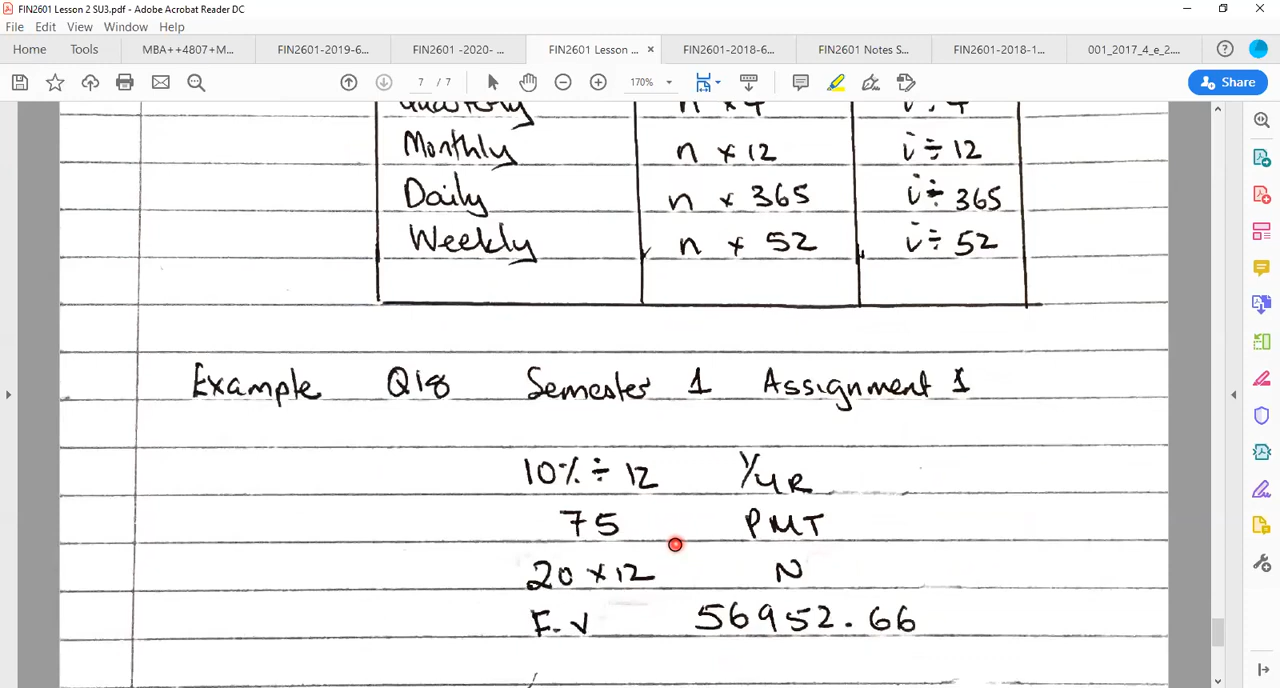 FIN2601 Lesson 2 SU3.pdf - Adobe Acrobat Reader DC
File Edit View Window Help
Home Tools MBA++4807+M... FIN2601-2019-6... FIN2601 -2020- ... FIN2601 Lesson ... × FIN2601-2018-6... FIN2601 Notes S... FIN2601-2018-1... 001_2017_4_e_2....
7 / 7 170% Share
Quarterly n × 4 i ÷ 4
Monthly n × 12 i ÷ 12
Daily n × 365 i ÷ 365
Weekly n × 52 i ÷ 52
Example Q18 Semester 1 Assignment 1
10% ÷ 12 I/YR
75 PMT
20 × 12 N
F.V 56952.66